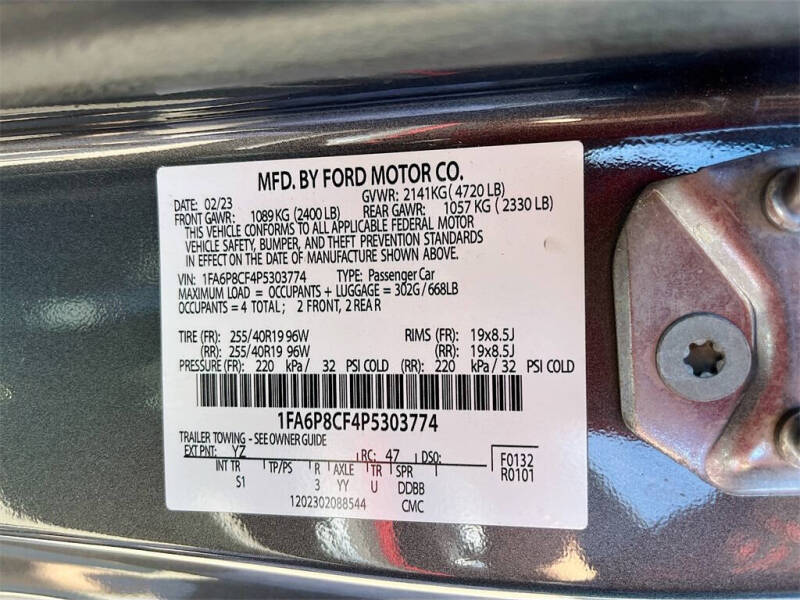 MFD. BY FORD MOTOR CO.
DATE: 02/23 GVWR: 2141KG ( 4720 LB)
FRONT GAWR: 1089 KG (2400 LB) REAR GAWR: 1057 KG ( 2330 LB)
THIS VEHICLE CONFORMS TO ALL APPLICABLE FEDERAL MOTOR
VEHICLE SAFETY, BUMPER, AND THEFT PREVENTION STANDARDS
IN EFFECT ON THE DATE OF MANUFACTURE SHOWN ABOVE.
VIN: 1FA6P8CF4P5303774 TYPE: Passenger Car
MAXIMUM LOAD = OCCUPANTS + LUGGAGE = 302G / 668LB
OCCUPANTS = 4 TOTAL; 2 FRONT, 2 REA R
TIRE (FR): 255/40R19 96W RIMS (FR): 19x8.5J
(RR): 255/40R19 96W (RR): 19x8.5J
PRESSURE (FR): 220 kPa / 32 PSI COLD (RR): 220 kPa / 32 PSI COLD
1FA6P8CF4P5303774
TRAILER TOWING - SEE OWNER GUIDE
EXT PNT: YZ RC: 47 DSO: F0132
INT TR TP/PS R AXLE TR SPR R0101
S1 3 YY U DDBB
1202302088544 CMC